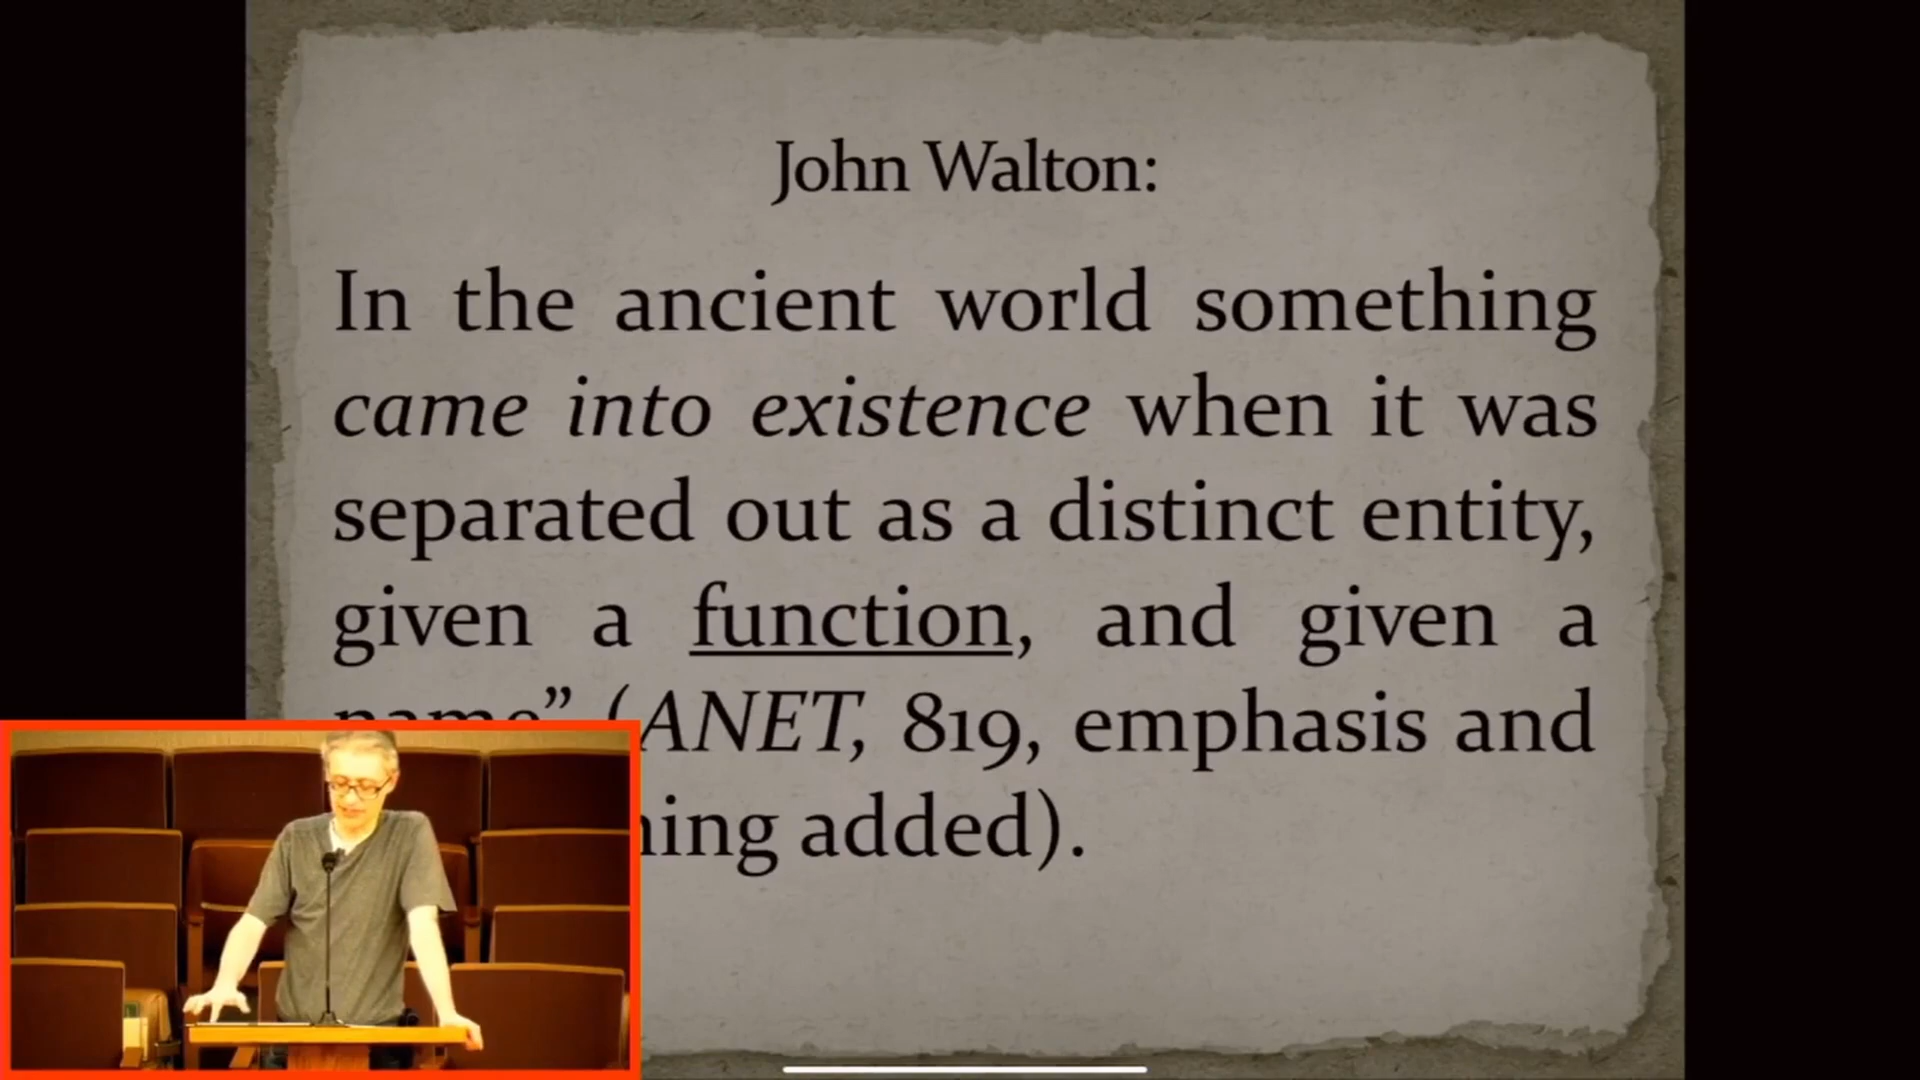 John Walton:
In the ancient world something
came into existence when it was
separated out as a distinct entity,
given a function, and given a
name” (ANET, 819, emphasis and
added).